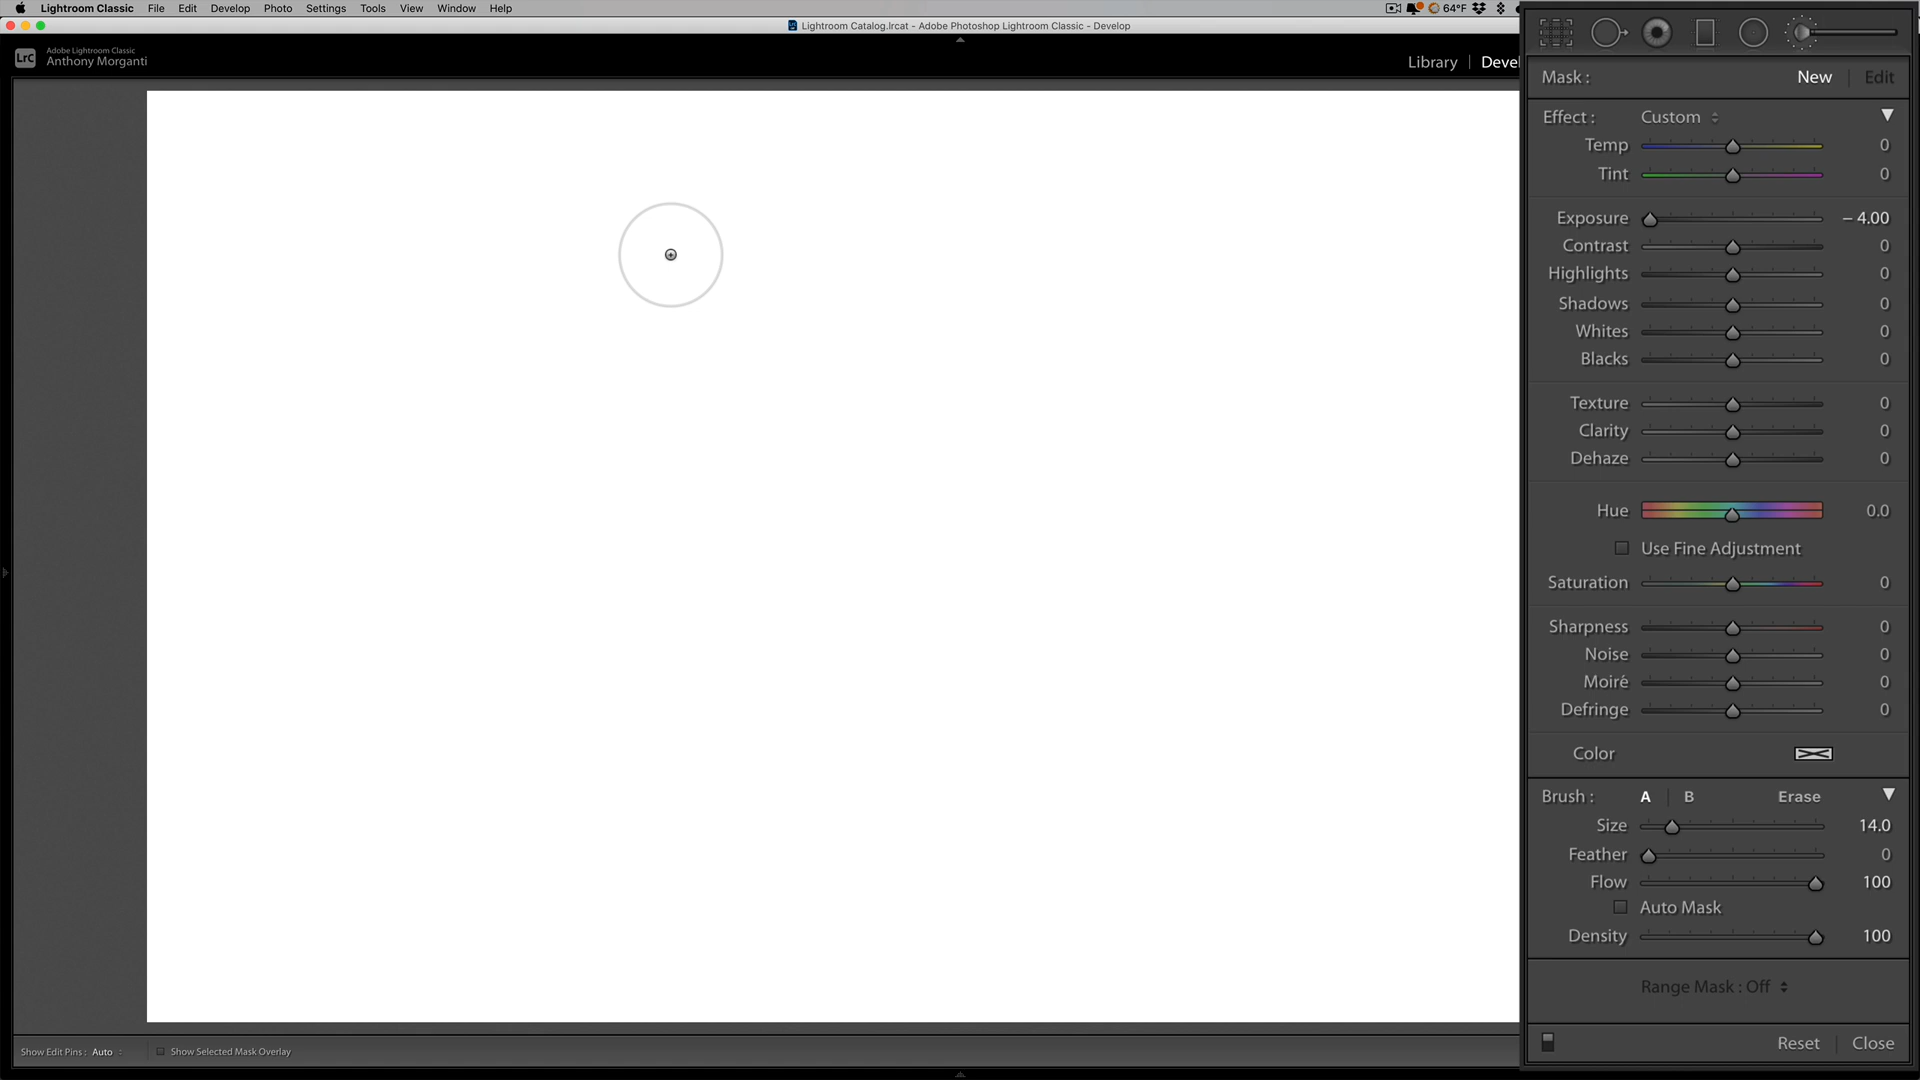 Lightroom Classic File Edit Develop Photo Settings Tools View Window Help 64°F
Lightroom Catalog.lrcat - Adobe Photoshop Lightroom Classic - Develop
LrC
Adobe Lightroom Classic
Anthony Morganti
Library | Devel
Mask : New | Edit
Effect : Custom
Temp 0
Tint 0
Exposure – 4.00
Contrast 0
Highlights 0
Shadows 0
Whites 0
Blacks 0
Texture 0
Clarity 0
Dehaze 0
Hue 0.0
Use Fine Adjustment
Saturation 0
Sharpness 0
Noise 0
Moiré 0
Defringe 0
Color
Brush : A | B Erase
Size 14.0
Feather 0
Flow 100
Auto Mask
Density 100
Range Mask : Off
Reset | Close
Show Edit Pins : Auto Show Selected Mask Overlay